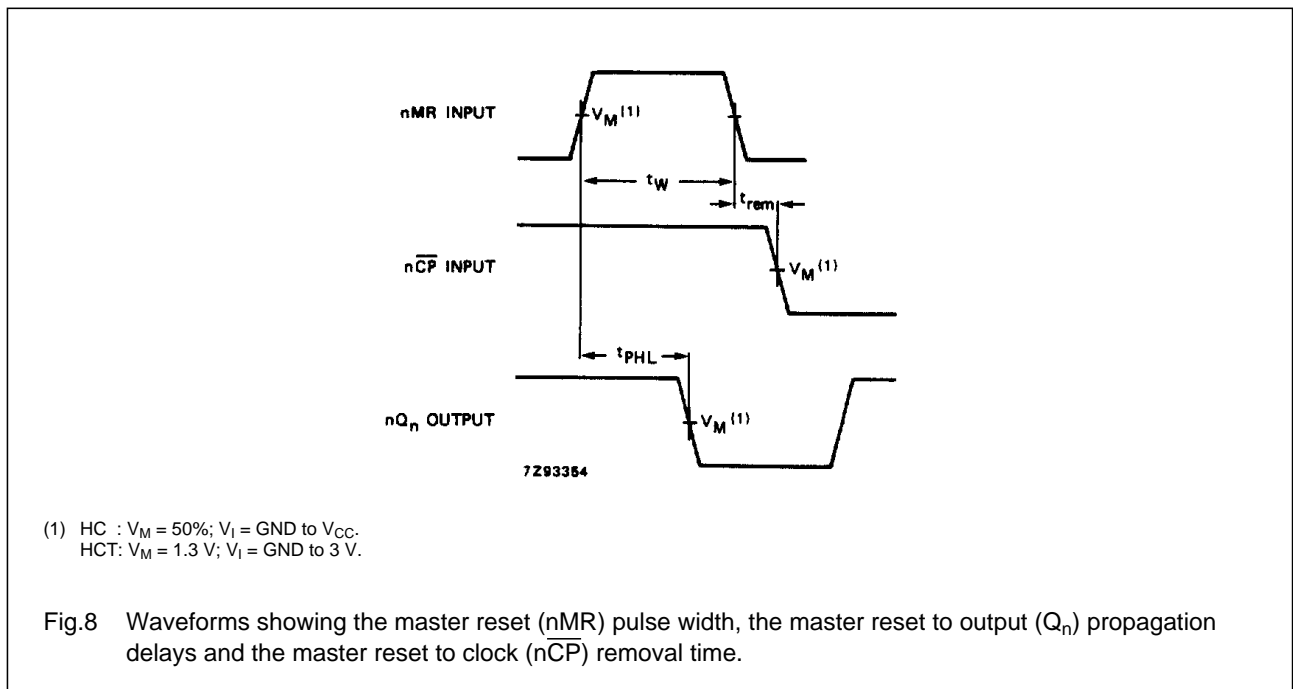 nMR INPUT
V_M (1)
t_W
t_rem
nC̅P̅ INPUT
V_M (1)
t_PHL
nQ_n OUTPUT
V_M (1)
7Z93354
(1) HC : V_M = 50%; V_I = GND to V_CC.
HCT: V_M = 1.3 V; V_I = GND to 3 V.
Fig.8 Waveforms showing the master reset (nMR) pulse width, the master reset to output (Q_n) propagation
delays and the master reset to clock (nC̅P̅) removal time.